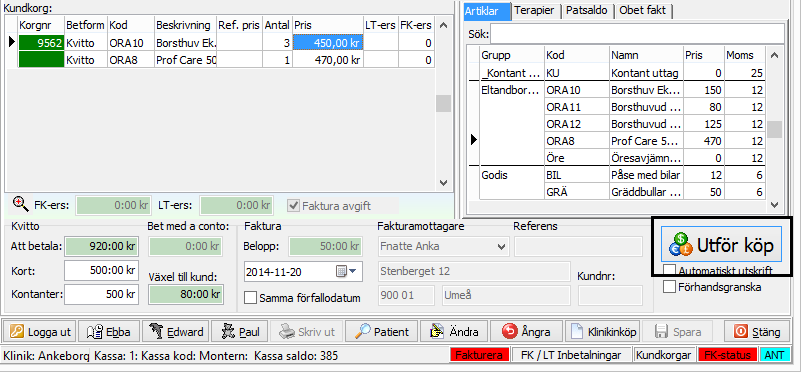 Kundkorg:
Korgnr Betform Kod Beskrivning Ref. pris Antal Pris LT-ers FK-ers
9562 Kvitto ORA10 Borsthuv Ek. 3 450,00 kr 0
Kvitto ORA8 Prof Care 50 1 470,00 kr 0
FK-ers: 0:00 kr LT-ers: 0:00 kr Faktura avgift
Artiklar Terapier Patsaldo Obet fakt
Sök:
Grupp Kod Namn Pris Moms
_Kontant ... KU Kontant uttag 0 25
Eltandbor... ORA10 Borsthuv Ek... 150 12
ORA11 Borsthuvud ... 80 12
ORA12 Borsthuvud ... 125 12
ORA8 Prof Care 5... 470 12
Öre Öresavjämn... 0 12
Godis BIL Påse med bilar 12 6
GRÄ Gräddbullar ... 50 6
Kvitto Bet med a conto:
Att betala: 920:00 kr 0:00 kr
Kort: 500:00 kr Växel till kund:
Kontanter: 500 kr 80:00 kr
Faktura
Belopp: 50:00 kr
2014-11-20
Samma förfallodatum
Fakturamottagare Referens
Fnatte Anka
Stenberget 12 Kundnr:
900 01 Umeå
Utför köp
Automatiskt utskrift
Förhandsgranska
Logga ut Ebba Edward Paul Skriv ut Patient Ändra Ångra Klinikinköp Spara Stäng
Klinik: Ankeborg Kassa: 1: Kassa kod: Montern: Kassa saldo: 385 Fakturera FK / LT Inbetalningar Kundkorgar FK-status ANT